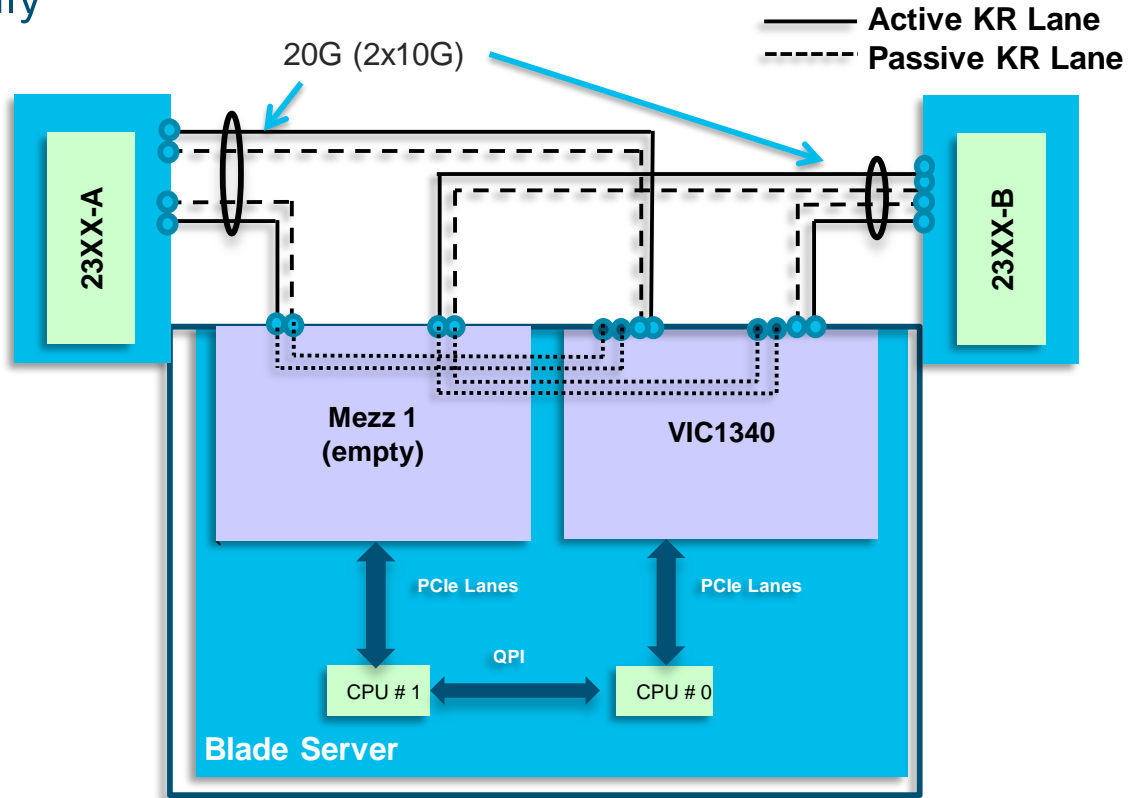 Active KR Lane
Passive KR Lane
20G (2x10G)
23XX-A
23XX-B
Mezz 1
(empty)
VIC1340
PCIe Lanes
PCIe Lanes
QPI
CPU # 1
CPU # 0
Blade Server